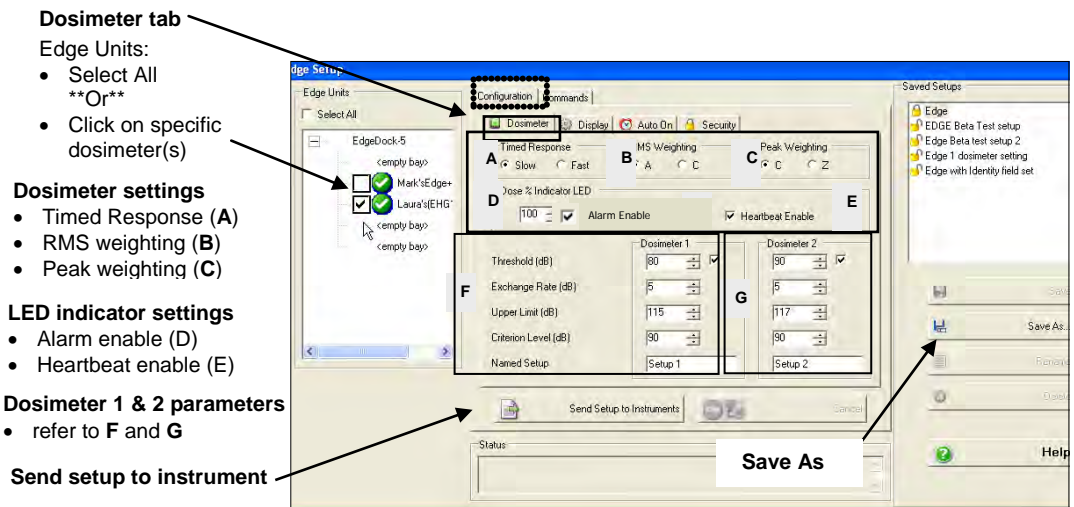 Dosimeter tab
Edge Units:
• Select All
**Or**
• Click on specific
dosimeter(s)
Dosimeter settings
• Timed Response (A)
• RMS weighting (B)
• Peak weighting (C)
LED indicator settings
• Alarm enable (D)
• Heartbeat enable (E)
Dosimeter 1 & 2 parameters
• refer to F and G
Send setup to instrument
dge Setup
Edge Units
Select All
EdgeDock-5
<empty bay>
Mark'sEdge+
Laura's(EHG
<empty bay>
<empty bay>
Configuration
ommands
Dosimeter
Display
Auto On
Security
A
Timed Response
Slow
Fast
B
MS Weighting
A
C
C
Peak Weighting
C
Z
D
Dose % Indicator LED
100
Alarm Enable
Heartbeat Enable
E
F
G
Dosimeter 1
Dosimeter 2
Threshold (dB)
80
90
Exchange Rate (dB)
5
5
Upper Limit (dB)
115
117
Criterion Level (dB)
90
90
Named Setup
Setup 1
Setup 2
Send Setup to Instruments
Cancel
Status
Save As
Saved Setups
Edge
EDGE Beta Test setup
Edge Beta test setup 2
Edge 1 dosimeter setting
Edge with Identity field set
Save
Save As..
Rename
Delete
Help